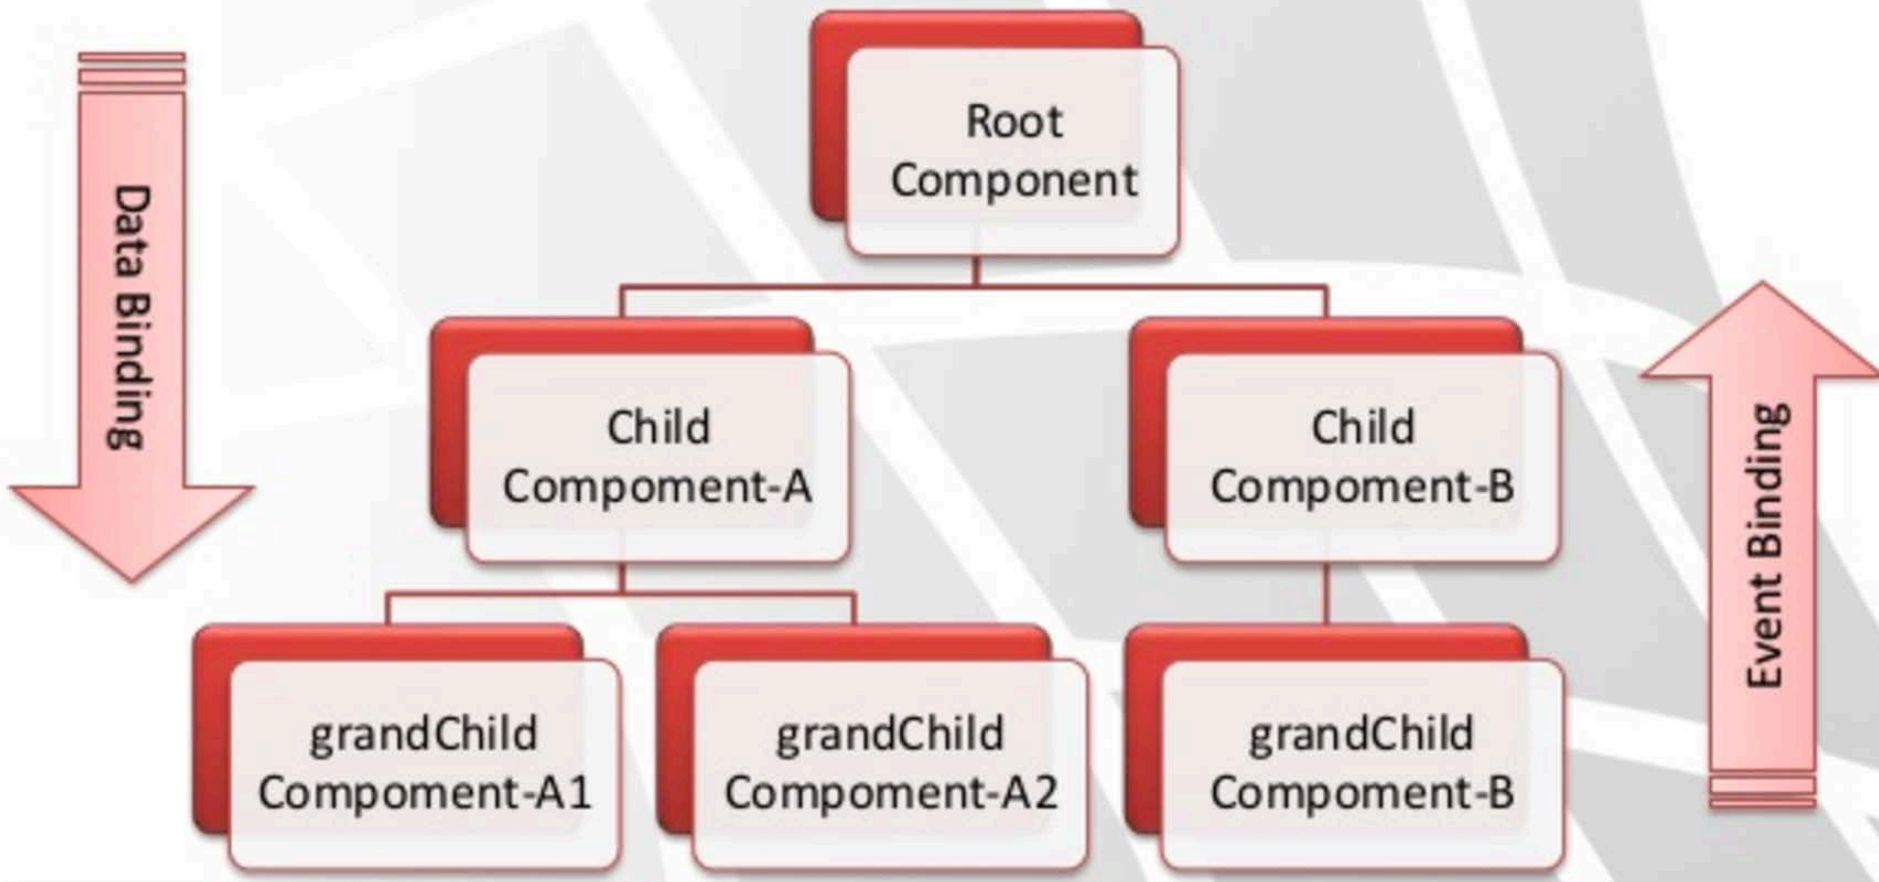 Data Binding
Root
Component
Child
Compoment-A
Child
Compoment-B
Event Binding
grandChild
Compoment-A1
grandChild
Compoment-A2
grandChild
Compoment-B